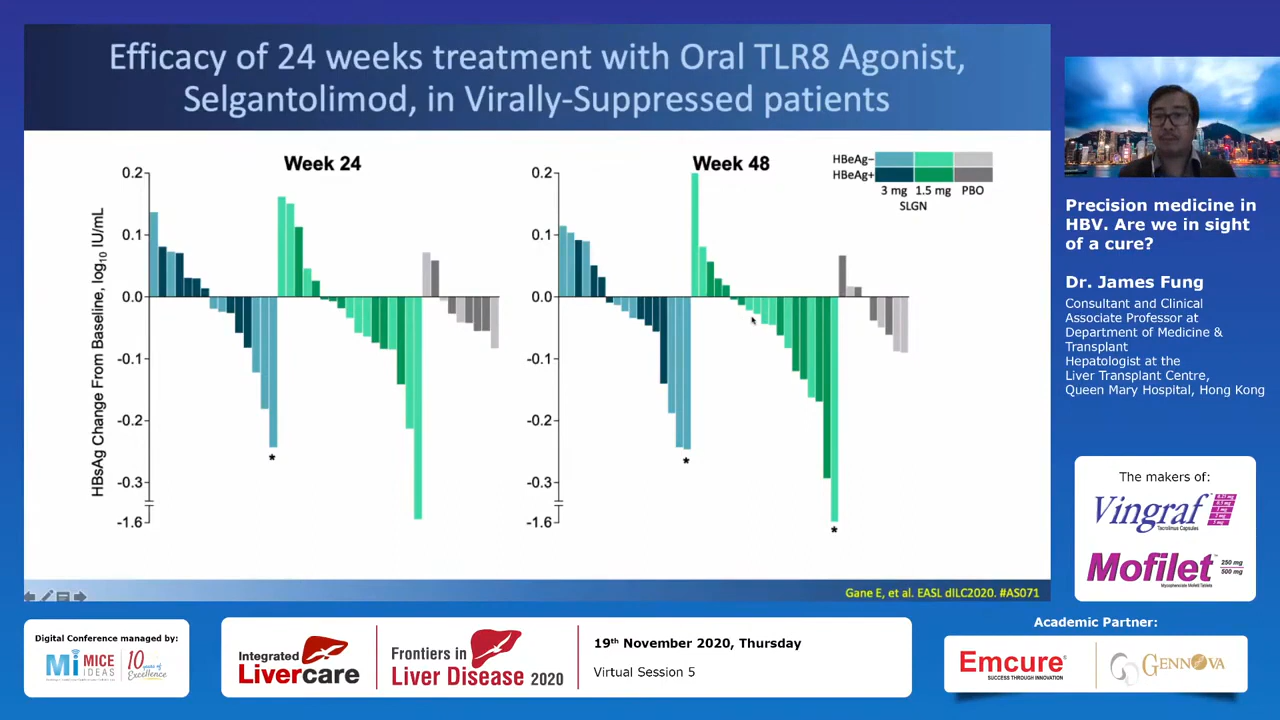 Efficacy of 24 weeks treatment with Oral TLR8 Agonist,
Selgantolimod, in Virally-Suppressed patients
Week 24
Week 48
HBeAg−
HBeAg+
3 mg
1.5 mg
PBO
SLGN
HBsAg Change From Baseline, log10 IU/mL
0.2
0.1
0.0
-0.1
-0.2
-0.3
-1.6
*
0.2
0.1
0.0
-0.1
-0.2
-0.3
-1.6
*
*
Gane E, et al. EASL dILC2020. #AS071
Precision medicine in
HBV. Are we in sight
of a cure?
Dr. James Fung
Consultant and Clinical
Associate Professor at
Department of Medicine &
Transplant
Hepatologist at the
Liver Transplant Centre,
Queen Mary Hospital, Hong Kong
The makers of:
Vingraf
Tacrolimus Capsules
Mofilet
Mycophenolate Mofetil Tablets
250 mg
500 mg
Academic Partner:
Emcure
SUCCESS THROUGH INNOVATION
GENNOVA
Digital Conference managed by:
Mi MICE
IDEAS
10 years of
Excellence
Integrated
Livercare
Frontiers in
Liver Disease 2020
19th November 2020, Thursday
Virtual Session 5